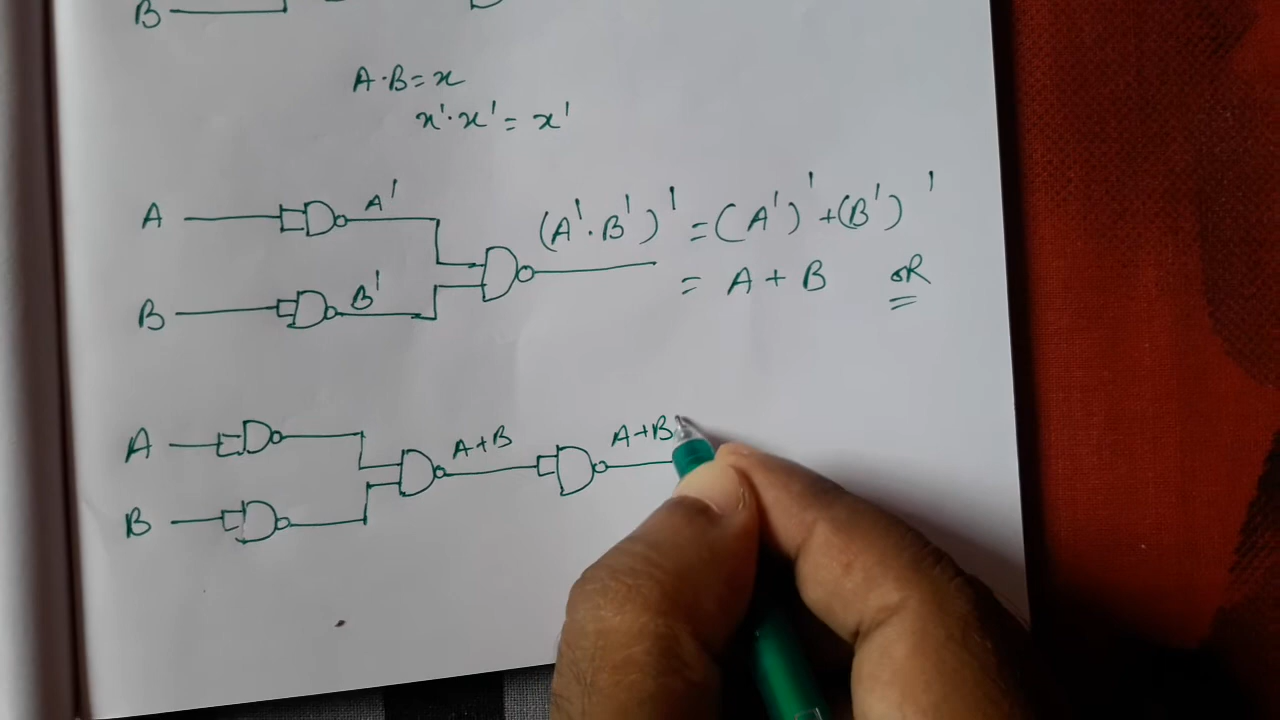 B
A·B=x
x'·x' = x'
A
A'
(A'·B')' = (A')' + (B')'
= A + B OR
B
B'
A
A+B
A+B
B